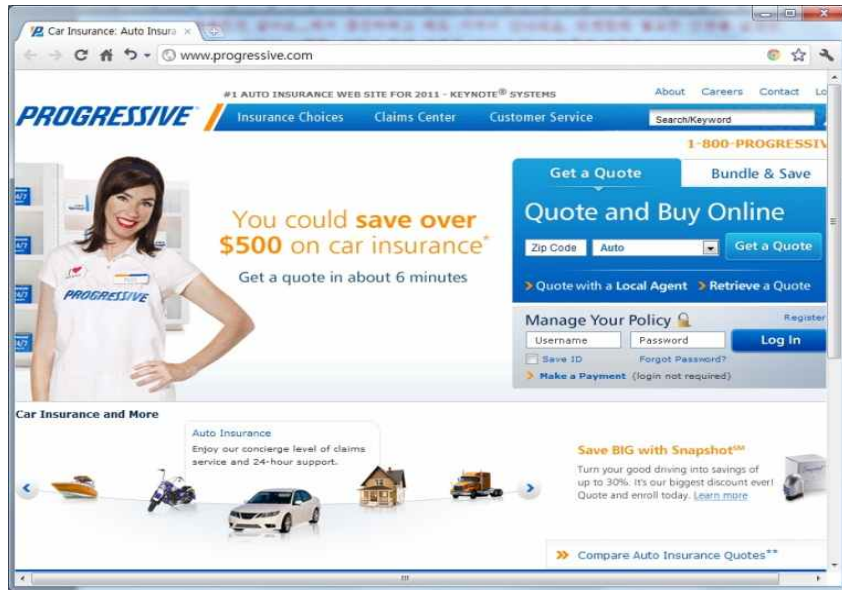 Car Insurance: Auto Insura
www.progressive.com
#1 AUTO INSURANCE WEB SITE FOR 2011 - KEYNOTE® SYSTEMS
About Careers Contact Lo
PROGRESSIVE
Insurance Choices Claims Center Customer Service
Search/Keyword
1-800-PROGRESSIV
Get a Quote
Bundle & Save
You could save over
$500 on car insurance*
Get a quote in about 6 minutes
PROGRESSIVE
Quote and Buy Online
Zip Code Auto Get a Quote
Quote with a Local Agent Retrieve a Quote
Manage Your Policy Register
Username Password Log In
Save ID Forgot Password?
Make a Payment (login not required)
Car Insurance and More
Auto Insurance
Enjoy our concierge level of claims
service and 24-hour support.
Save BIG with Snapshot℠
Turn your good driving into savings of
up to 30%. It's our biggest discount ever!
Quote and enroll today. Learn more
Compare Auto Insurance Quotes**